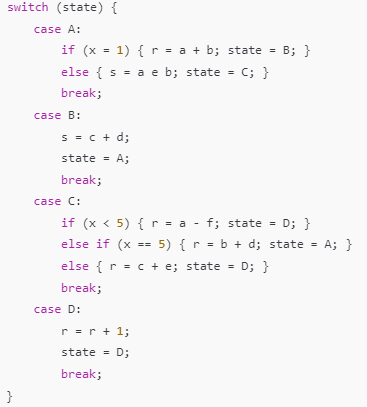 switch (state) {
    case A:
        if (x = 1) { r = a + b; state = B; }
        else { s = a e b; state = C; }
        break;
    case B:
        s = c + d;
        state = A;
        break;
    case C:
        if (x < 5) { r = a - f; state = D; }
        else if (x == 5) { r = b + d; state = A; }
        else { r = c + e; state = D; }
        break;
    case D:
        r = r + 1;
        state = D;
        break;
}